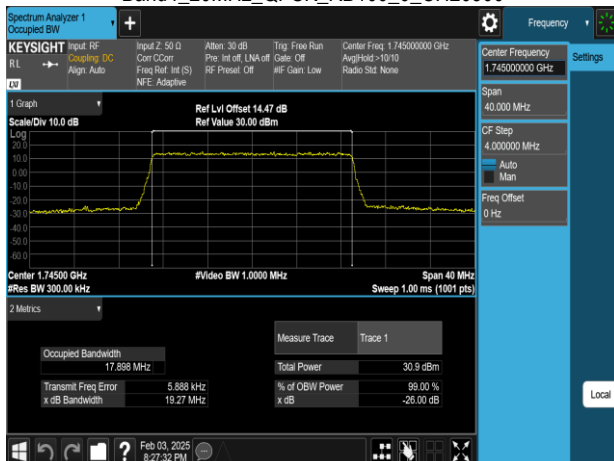 Spectrum Analyzer 1
Occupied BW
+
Frequency
KEYSIGHT
RL
LXI
Input: RF
Coupling: DC
Align: Auto
Input Z: 50 Ω
Corr CCorr
Freq Ref: Int (S)
NFE: Adaptive
Atten: 30 dB
Pre: Int off, LNA off
RF Presel: Off
Trig: Free Run
Gate: Off
#IF Gain: Low
Center Freq: 1.745000000 GHz
Avg|Hold:>10/10
Radio Std: None
Center Frequency
1.745000000 GHz
Settings
Span
40.000 MHz
CF Step
4.000000 MHz
Auto
Man
Freq Offset
0 Hz
Local
1 Graph
Scale/Div 10.0 dB
Ref Lvl Offset 14.47 dB
Ref Value 30.00 dBm
Log
20.0
10.0
0.00
-10.0
-20.0
-30.0
-40.0
-50.0
-60.0
Center 1.74500 GHz
#Video BW 1.0000 MHz
Span 40 MHz
#Res BW 300.00 kHz
Sweep 1.00 ms (1001 pts)
2 Metrics
Measure Trace
Trace 1
Occupied Bandwidth
17.898 MHz
Total Power
30.9 dBm
Transmit Freq Error
5.888 kHz
% of OBW Power
99.00 %
x dB Bandwidth
19.27 MHz
x dB
-26.00 dB
?
Feb 03, 2025
8:27:32 PM